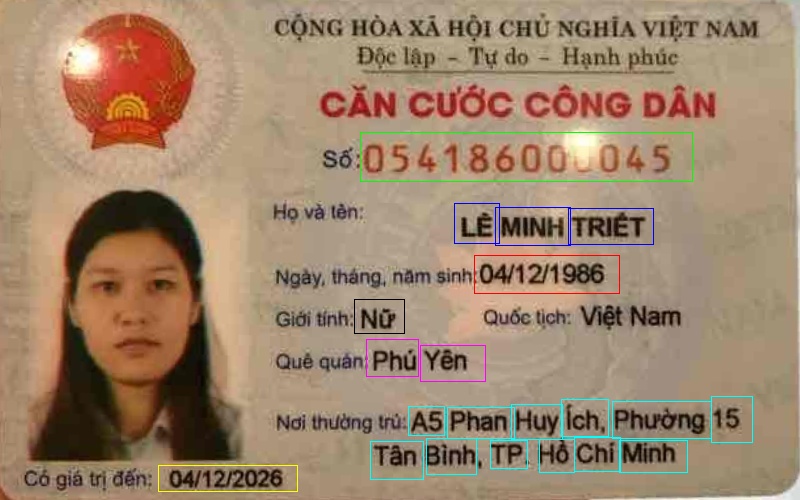 CỘNG HÒA XÃ HỘI CHỦ NGHĨA VIỆT NAM
Độc lập - Tự do - Hạnh phúc
CĂN CƯỚC CÔNG DÂN
Số: 054186000045
Họ và tên:
LÊ MINH TRIẾT
Ngày, tháng, năm sinh: 04/12/1986
Giới tính: Nữ Quốc tịch: Việt Nam
Quê quán: Phú Yên
Nơi thường trú: A5 Phan Huy Ích, Phường 15
Tân Bình, TP. Hồ Chí Minh
Có giá trị đến: 04/12/2026